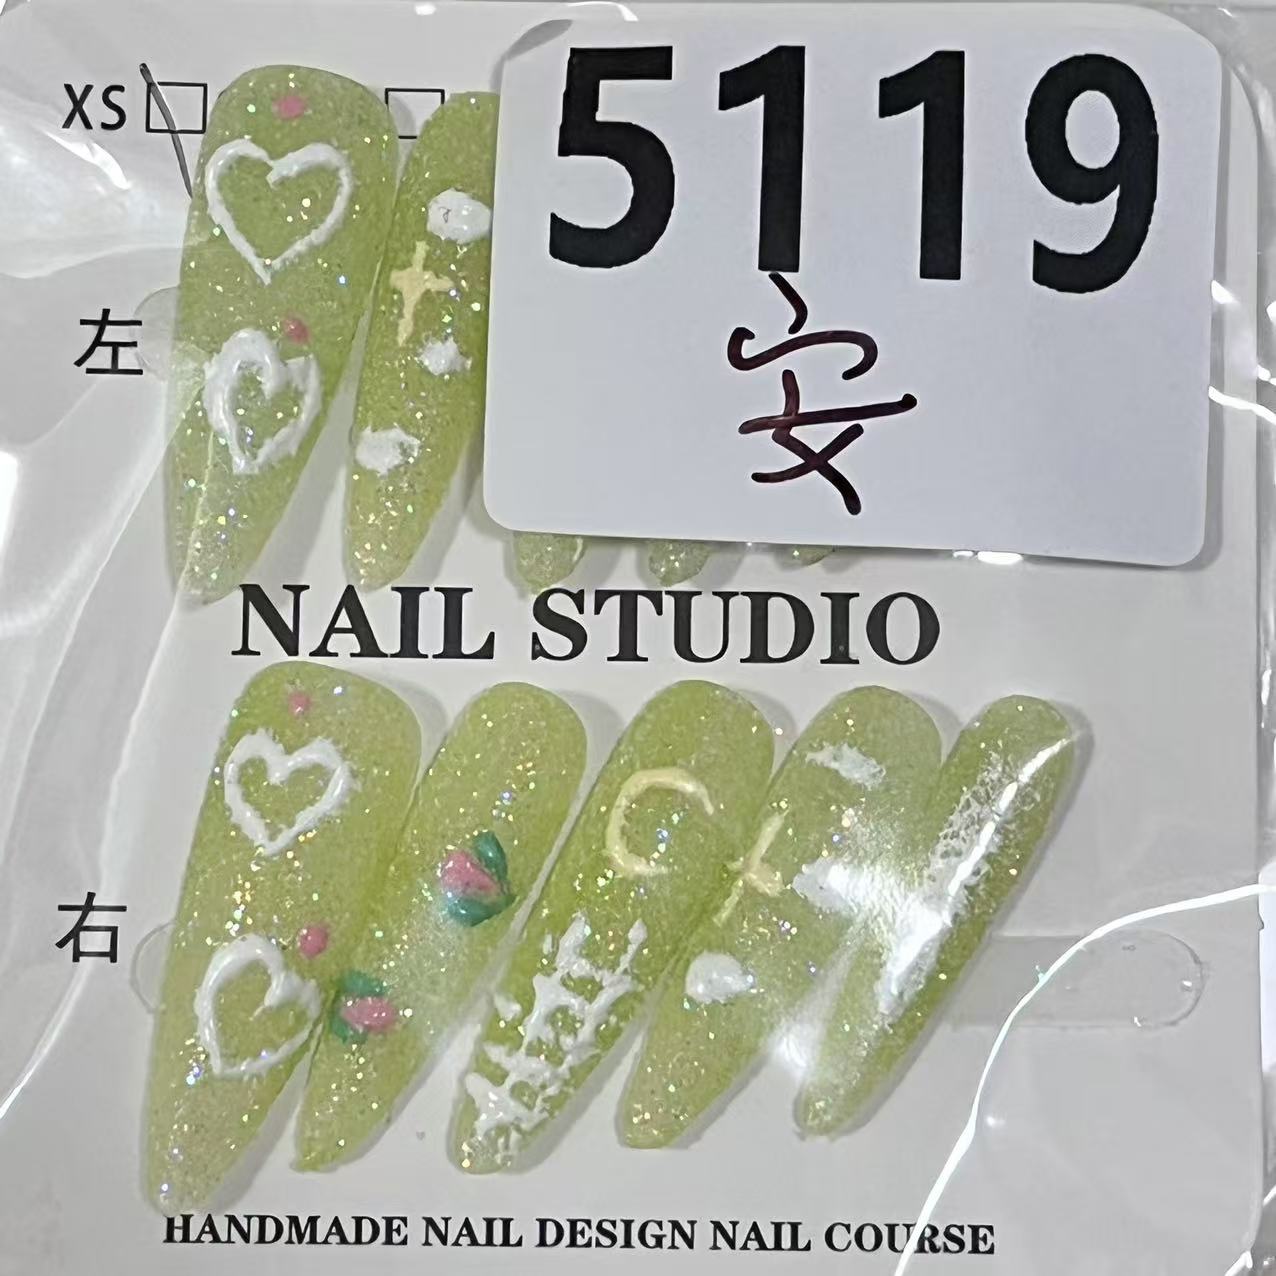 XS
5119
安
左
NAIL STUDIO
右
HANDMADE NAIL DESIGN NAIL COURSE